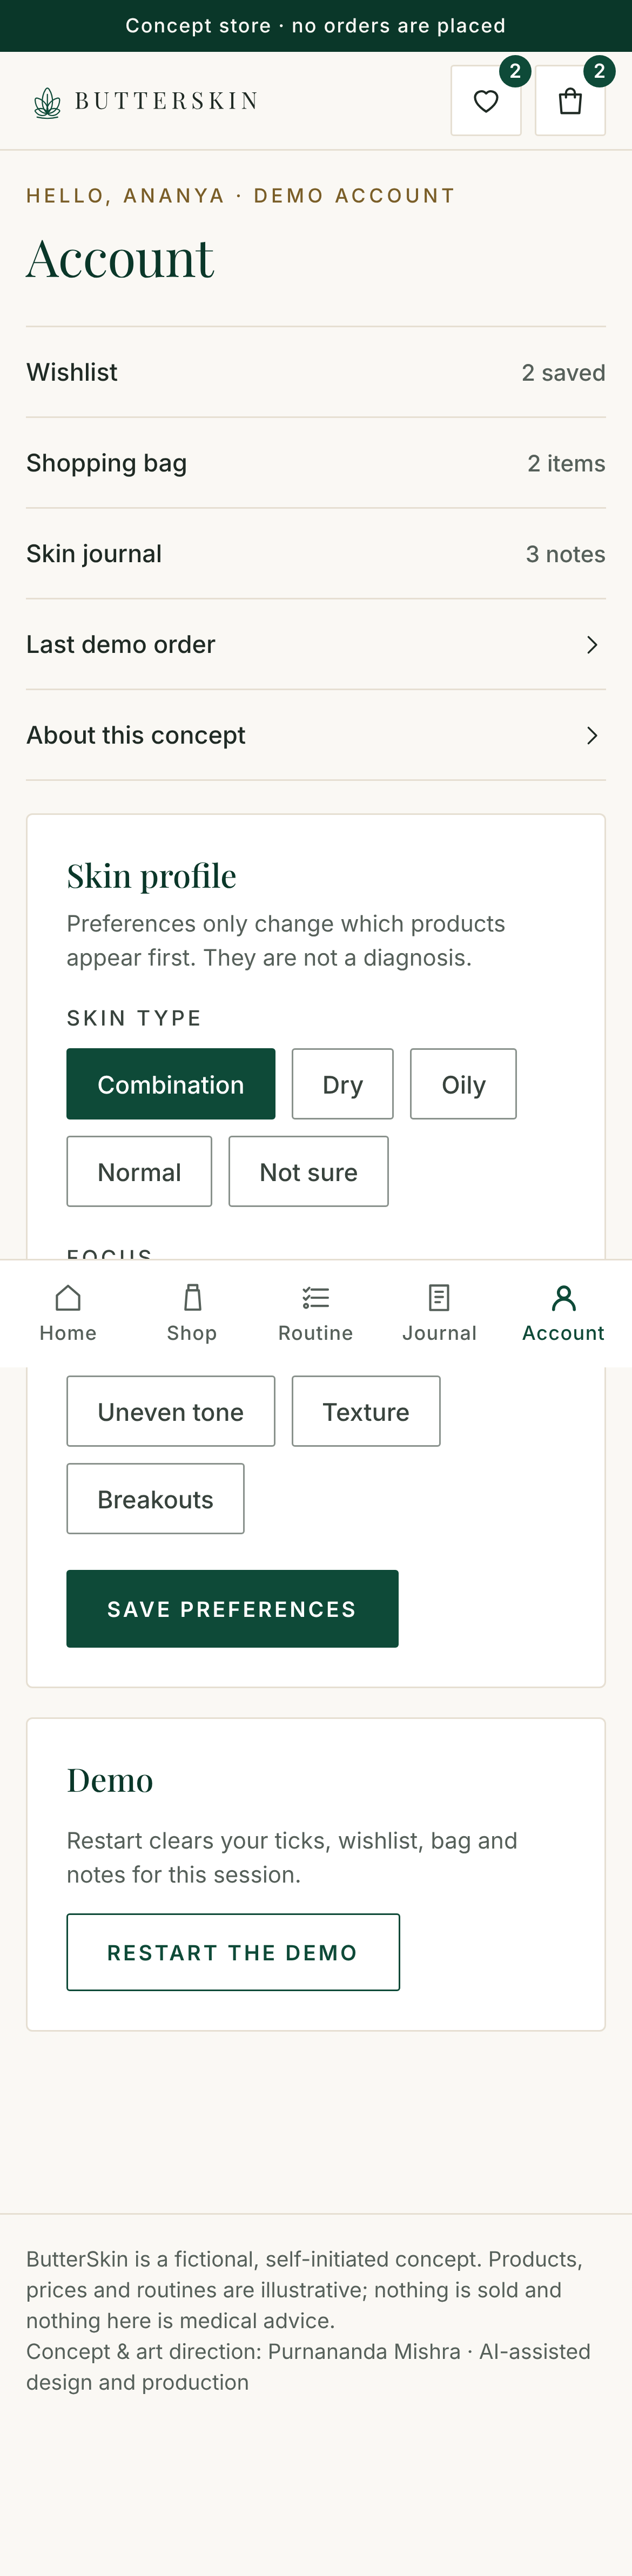 Concept store · no orders are placed
BUTTERSKIN
2
2
HELLO, ANANYA · DEMO ACCOUNT
Account
Wishlist
2 saved
Shopping bag
2 items
Skin journal
3 notes
Last demo order
About this concept
Skin profile
Preferences only change which products
appear first. They are not a diagnosis.
SKIN TYPE
Combination
Dry
Oily
Normal
Not sure
FOCUS
Home
Shop
Routine
Journal
Account
Uneven tone
Texture
Breakouts
SAVE PREFERENCES
Demo
Restart clears your ticks, wishlist, bag and
notes for this session.
RESTART THE DEMO
ButterSkin is a fictional, self-initiated concept. Products,
prices and routines are illustrative; nothing is sold and
nothing here is medical advice.
Concept & art direction: Purnananda Mishra · AI-assisted
design and production